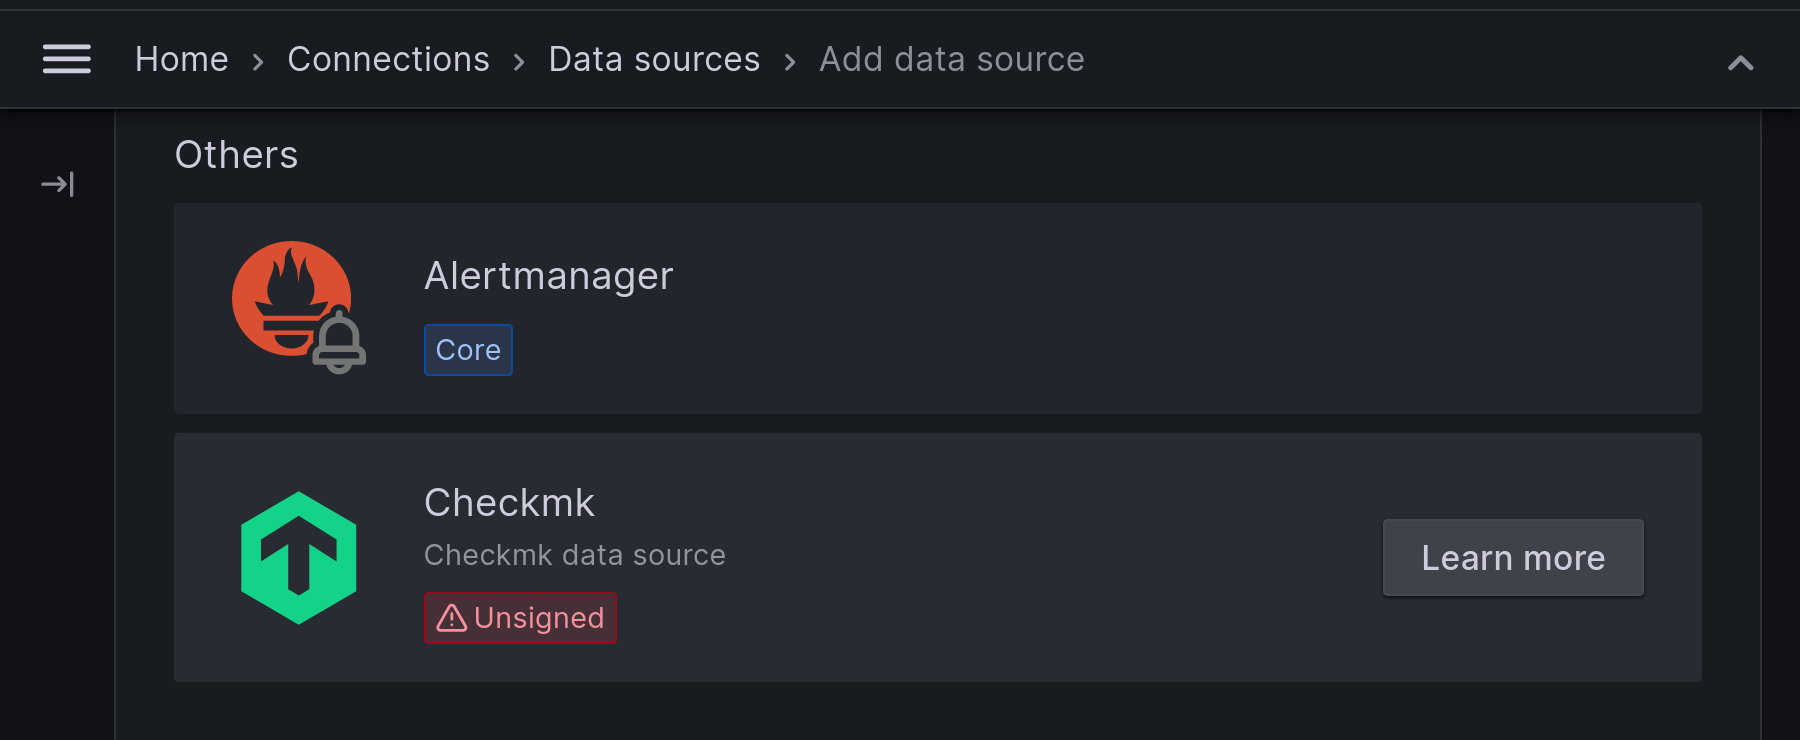 Home › Connections › Data sources › Add data source
Others
Alertmanager
Core
Checkmk
Checkmk data source
Learn more
Unsigned